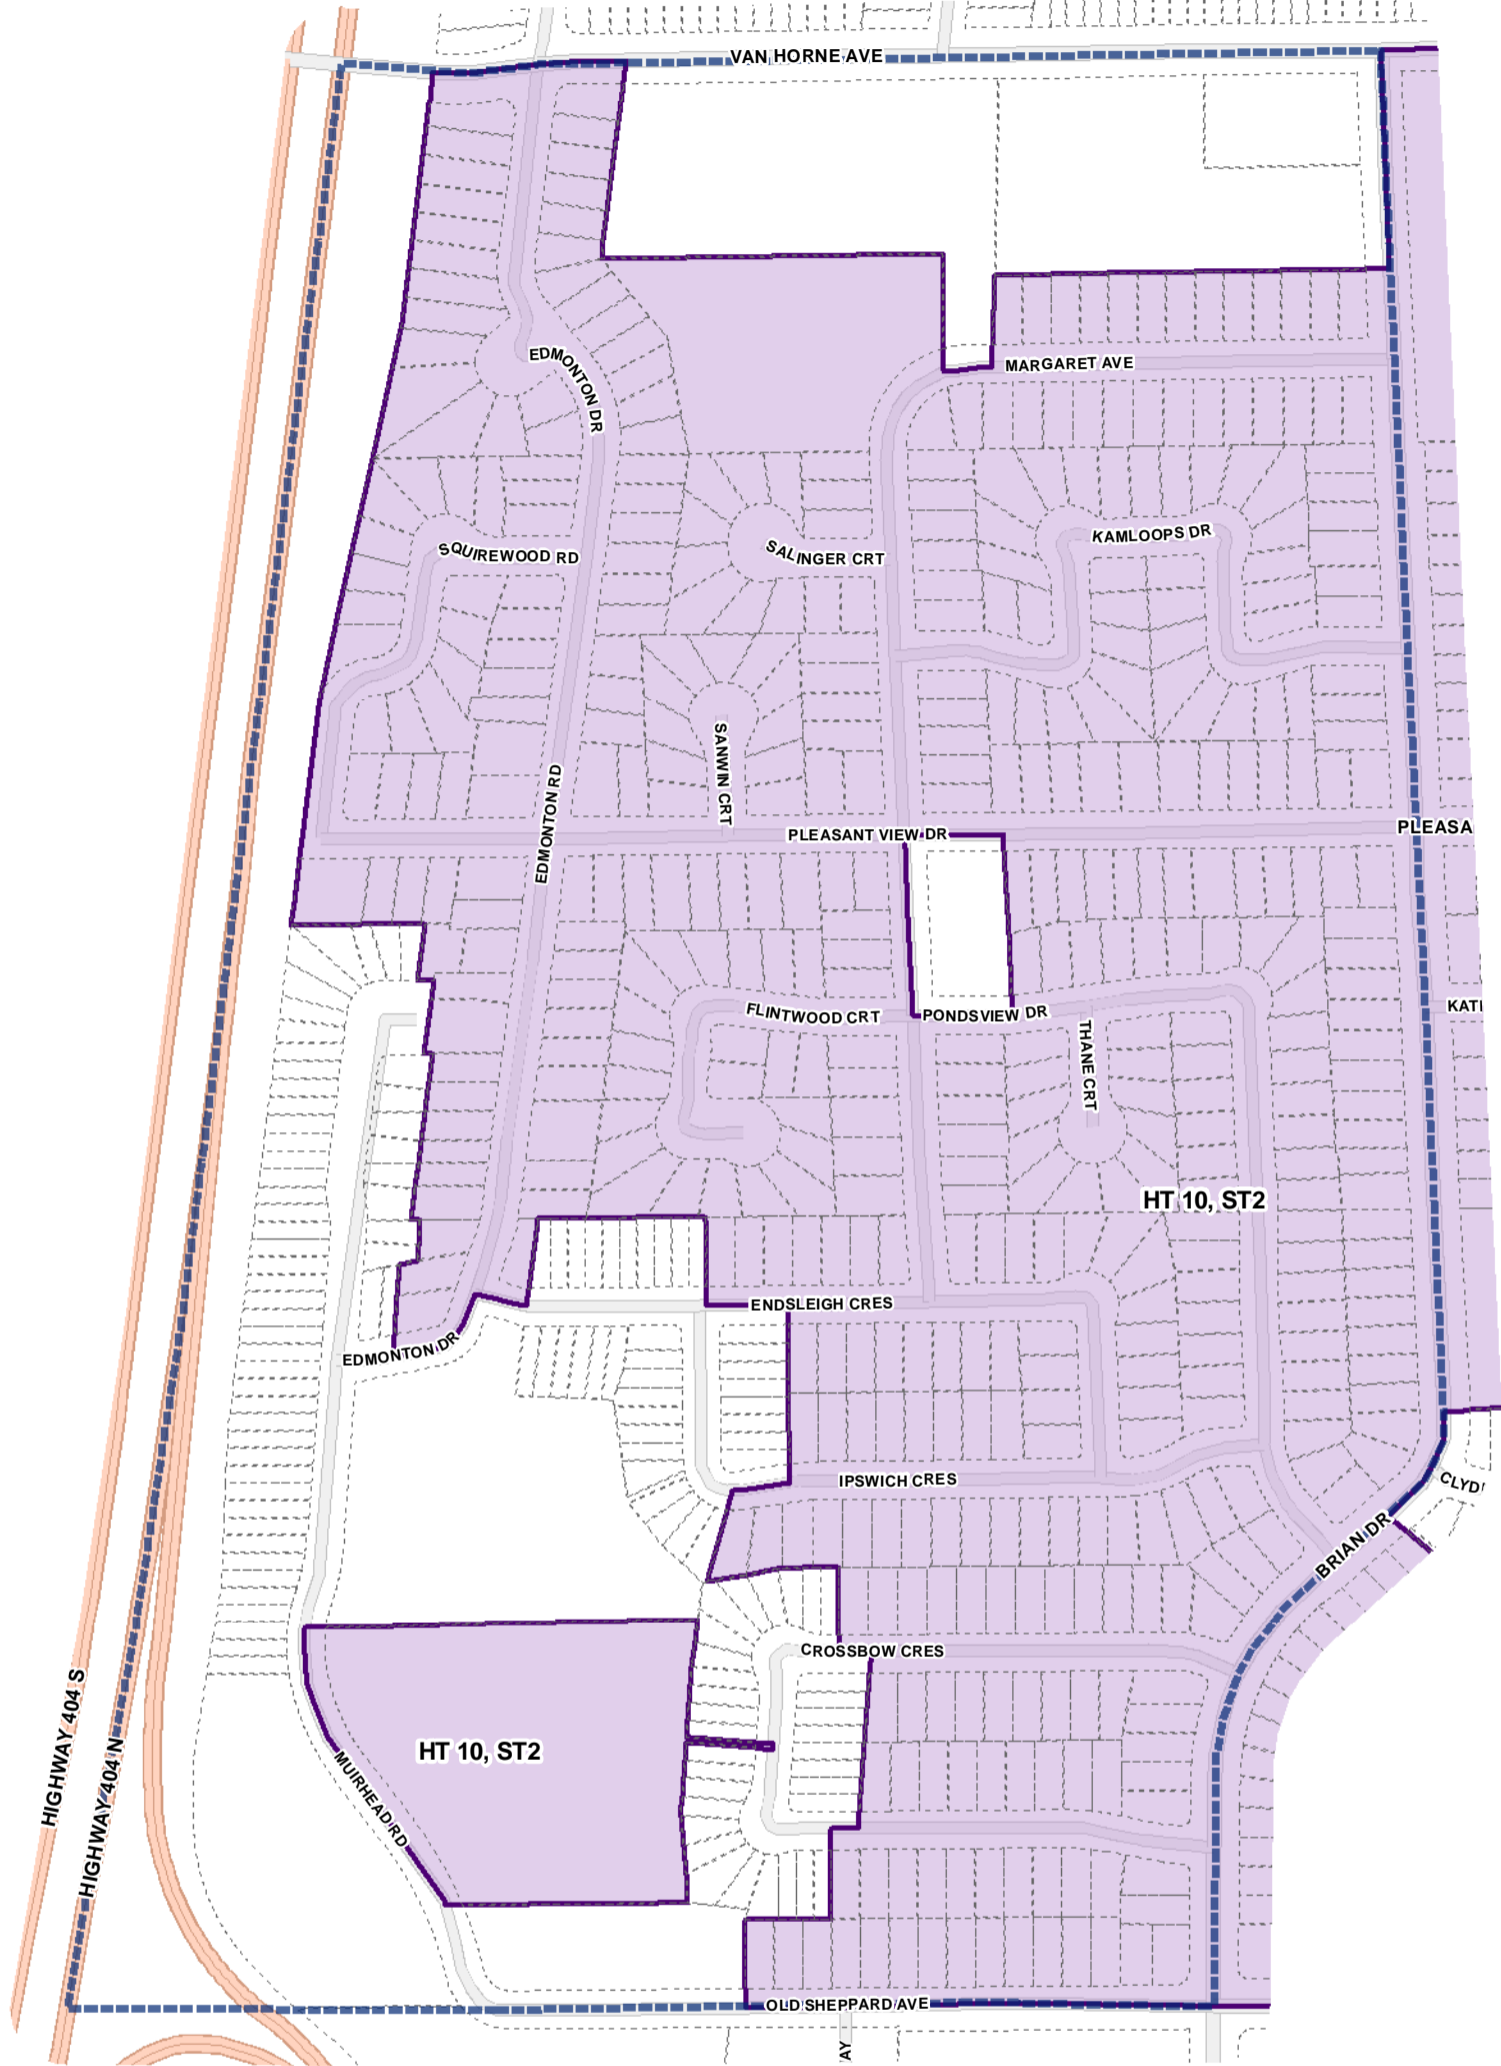 VAN HORNE AVE
EDMONTON DR
MARGARET AVE
SQUIREWOOD RD
SALINGER CRT
KAMLOOPS DR
SANWIN CRT
EDMONTON RD
PLEASANT VIEW DR
PLEASA
FLINTWOOD CRT
PONDSVIEW DR
KATI
THANE CRT
HT 10, ST2
ENDSLEIGH CRES
EDMONTON DR
IPSWICH CRES
CLYD
BRIAN DR
CROSSBOW CRES
HIGHWAY 404 S
HIGHWAY 404 N
HT 10, ST2
MUIRHEAD RD
OLD SHEPPARD AVE
AY